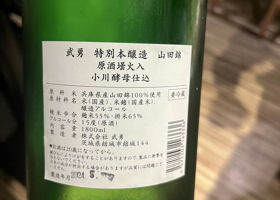 武勇 特別本醸造 山田錦
原酒堪火入
小川酵母仕込
要冷蔵
原料 米 兵庫県産山田錦100%使用
原材料名 米(国産)、米麹(国産米)、
醸造アルコール
精米歩合 麹米55%・掛米65%
アルコール分 15度(原酒)
内容量 1800ml
製造者 株式会社 武勇
茨城県結城市結城144
製造年月 2024